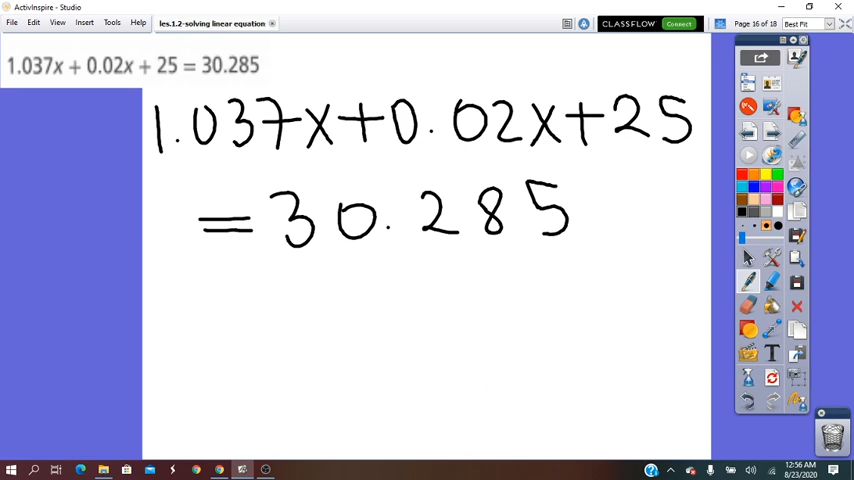 ActivInspire - Studio
File Edit View Insert Tools Help les.1.2-solving linear equation CLASSFLOW Connect Page 16 of 18 Best Fit
1.037x + 0.02x + 25 = 30.285
1.037x+0.02x+25
=30.285
T
12:56 AM
8/23/2020